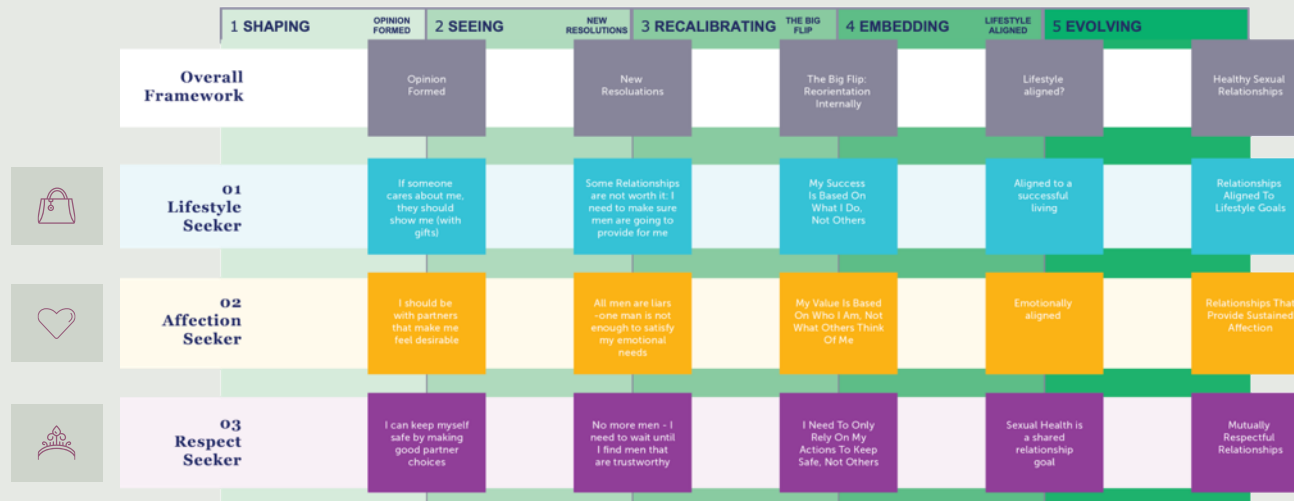 1 SHAPING
OPINION
FORMED
2 SEEING
NEW
RESOLUTIONS
3 RECALIBRATING
THE BIG
FLIP
4 EMBEDDING
LIFESTYLE
ALIGNED
5 EVOLVING
Overall
Framework
Opinion
Formed
New
Resoluations
The Big Flip:
Reorientation
Internally
Lifestyle
aligned?
Healthy Sexual
Relationships
01
Lifestyle
Seeker
If someone
cares about me,
they should
show me (with
gifts)
Some Relationships
are not worth it: I
need to make sure
men are going to
provide for me
My Success
Is Based On
What I Do,
Not Others
Aligned to a
successful
living
Relationships
Aligned To
Lifestyle Goals
02
Affection
Seeker
I should be
with partners
that make me
feel desirable
All men are liars
-one man is not
enough to satisfy
my emotional
needs
My Value Is Based
On Who I Am, Not
What Others Think
Of Me
Emotionally
aligned
Relationships That
Provide Sustained
Affection
03
Respect
Seeker
I can keep myself
safe by making
good partner
choices
No more men - I
need to wait until
I find men that
are trustworthy
I Need To Only
Rely On My
Actions To Keep
Safe, Not Others
Sexual Health is
a shared
relationship
goal
Mutually
Respectful
Relationships